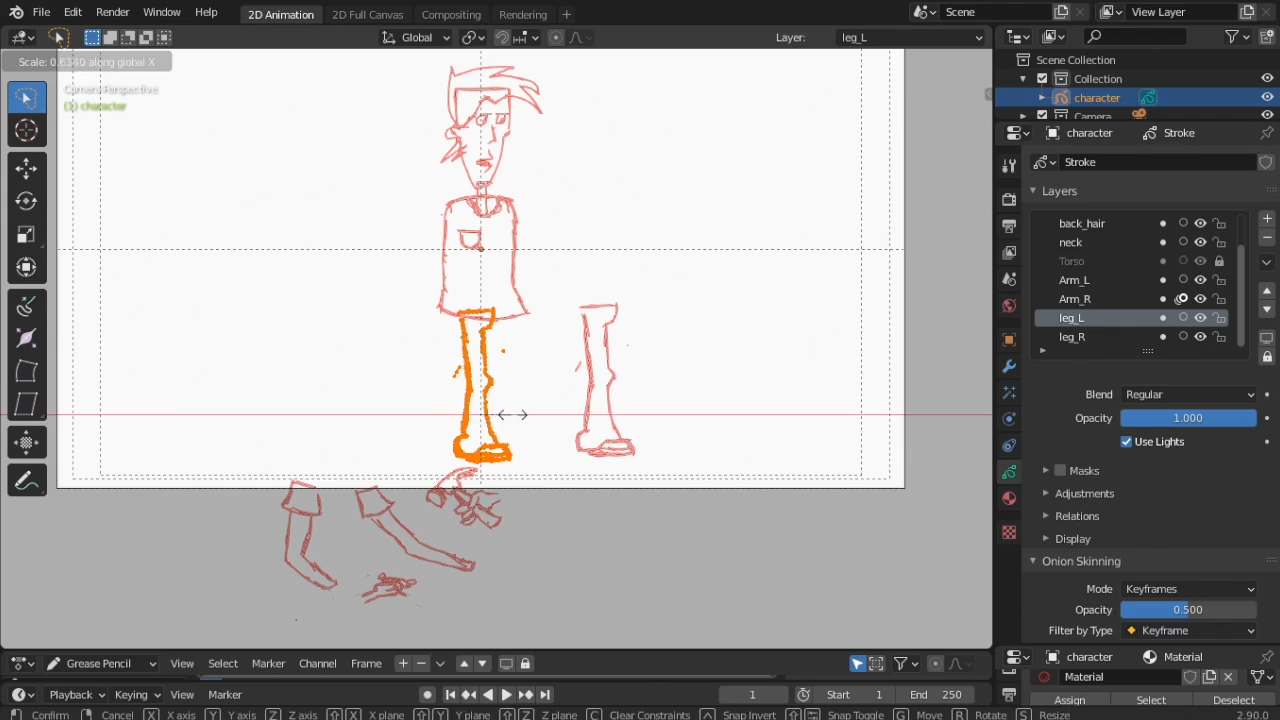 File Edit Render Window Help 2D Animation 2D Full Canvas Compositing Rendering + Scene View Layer
Global Layer: leg_L
Scale: 0.6140 along global X
Camera Perspective
(1) character
Scene Collection
Collection
character
Camera
character Stroke
Stroke
Layers
back_hair
neck
Torso
Arm_L
Arm_R
leg_L
leg_R
Blend Regular
Opacity 1.000
Use Lights
Masks
Adjustments
Relations
Display
Onion Skinning
Mode Keyframes
Opacity 0.500
Filter by Type Keyframe
Grease Pencil View Select Marker Channel Frame
character Material
Material
Playback Keying View Marker 1 Start 1 End 250
Assign Select Deselect
Confirm Cancel X X axis Y Y axis Z Z axis X X plane Y Y plane Z Z plane C Clear Constraints Snap Invert Snap Toggle G Move R Rotate S Resize 2.90.0